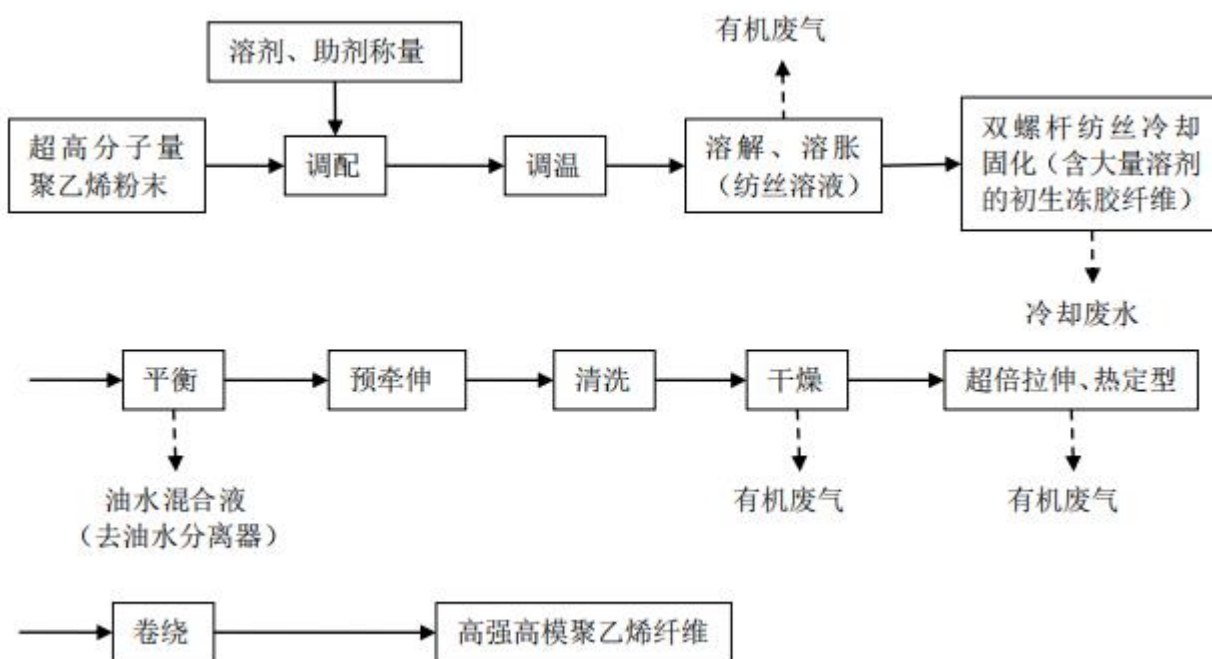 有机废气
溶剂、助剂称量
超高分子量
聚乙烯粉末
调配
调温
溶解、溶胀
（纺丝溶液）
双螺杆纺丝冷却
固化（含大量溶剂
的初生冻胶纤维）
冷却废水
平衡
预牵伸
清洗
干燥
超倍拉伸、热定型
油水混合液
（去油水分离器）
有机废气
有机废气
卷绕
高强高模聚乙烯纤维